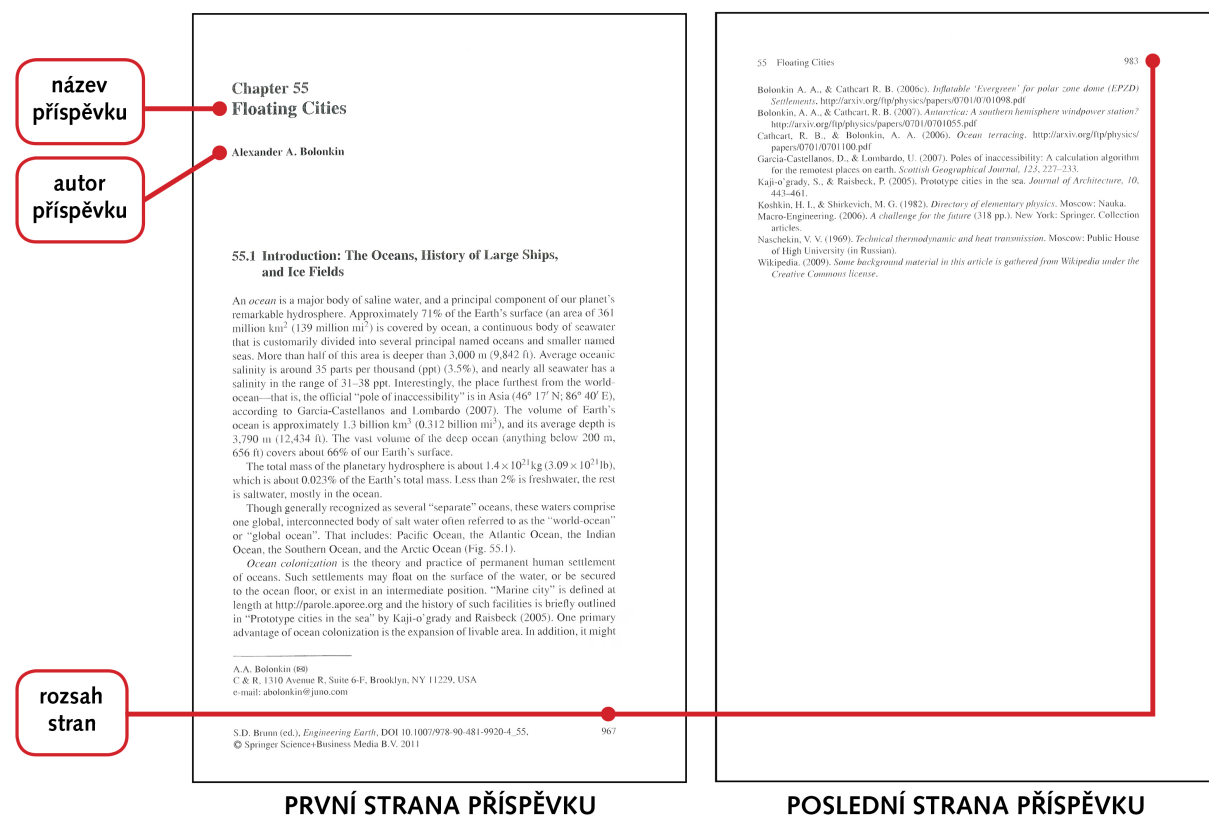 název
příspěvku
autor
příspěvku
rozsah
stran
Chapter 55
Floating Cities
Alexander A. Bolonkin
55.1 Introduction: The Oceans, History of Large Ships,
and Ice Fields
An ocean is a major body of saline water, and a principal component of our planet's
remarkable hydrosphere. Approximately 71% of the Earth's surface (an area of 361
million km² (139 million mi²) is covered by ocean, a continuous body of seawater
that is customarily divided into several principal named oceans and smaller named
seas. More than half of this area is deeper than 3,000 m (9,842 ft). Average oceanic
salinity is around 35 parts per thousand (ppt) (3.5%), and nearly all seawater has a
salinity in the range of 31–38 ppt. Interestingly, the place furthest from the world-
ocean—that is, the official “pole of inaccessibility” is in Asia (46° 17′ N; 86° 40′ E),
according to Garcia-Castellanos and Lombardo (2007). The volume of Earth's
ocean is approximately 1.3 billion km³ (0.312 billion mi³), and its average depth is
3,790 m (12,434 ft). The vast volume of the deep ocean (anything below 200 m,
656 ft) covers about 66% of our Earth's surface.
The total mass of the planetary hydrosphere is about 1.4 × 10²¹kg (3.09 × 10²¹lb),
which is about 0.023% of the Earth's total mass. Less than 2% is freshwater, the rest
is saltwater, mostly in the ocean.
Though generally recognized as several “separate” oceans, these waters comprise
one global, interconnected body of salt water often referred to as the “world-ocean”
or “global ocean”. That includes: Pacific Ocean, the Atlantic Ocean, the Indian
Ocean, the Southern Ocean, and the Arctic Ocean (Fig. 55.1).
Ocean colonization is the theory and practice of permanent human settlement
of oceans. Such settlements may float on the surface of the water, or be secured
to the ocean floor, or exist in an intermediate position. “Marine city” is defined at
length at http://parole.aporee.org and the history of such facilities is briefly outlined
in “Prototype cities in the sea” by Kaji-o'grady and Raisbeck (2005). One primary
advantage of ocean colonization is the expansion of livable area. In addition, it might
A.A. Bolonkin (✉)
C & R, 1310 Avenue R, Suite 6-F, Brooklyn, NY 11229, USA
e-mail: abolonkin@juno.com
S.D. Brunn (ed.), Engineering Earth, DOI 10.1007/978-90-481-9920-4_55, 967
© Springer Science+Business Media B.V. 2011
PRVNÍ STRANA PŘÍSPĚVKU
55 Floating Cities 983
Bolonkin A. A., & Cathcart R. B. (2006c). Inflatable ‘Evergreen’ for polar zone dome (EPZD)
Settlements. http://arxiv.org/ftp/physics/papers/0701/0701098.pdf
Bolonkin, A. A., & Cathcart, R. B. (2007). Antarctica: A southern hemisphere windpower station?
http://arxiv.org/ftp/physics/papers/0701/0701055.pdf
Cathcart, R. B., & Bolonkin, A. A. (2006). Ocean terracing. http://arxiv.org/ftp/physics/
papers/0701/0701100.pdf
Garcia-Castellanos, D., & Lombardo, U. (2007). Poles of inaccessibility: A calculation algorithm
for the remotest places on earth. Scottish Geographical Journal, 123, 227–233.
Kaji-o'grady, S., & Raisbeck, P. (2005). Prototype cities in the sea. Journal of Architecture, 10,
443–461.
Koshkin, H. I., & Shirkevich, M. G. (1982). Directory of elementary physics. Moscow: Nauka.
Macro-Engineering. (2006). A challenge for the future (318 pp.). New York: Springer. Collection
articles.
Naschekin, V. V. (1969). Technical thermodynamic and heat transmission. Moscow: Public House
of High University (in Russian).
Wikipedia. (2009). Some background material in this article is gathered from Wikipedia under the
Creative Commons license.
POSLEDNÍ STRANA PŘÍSPĚVKU